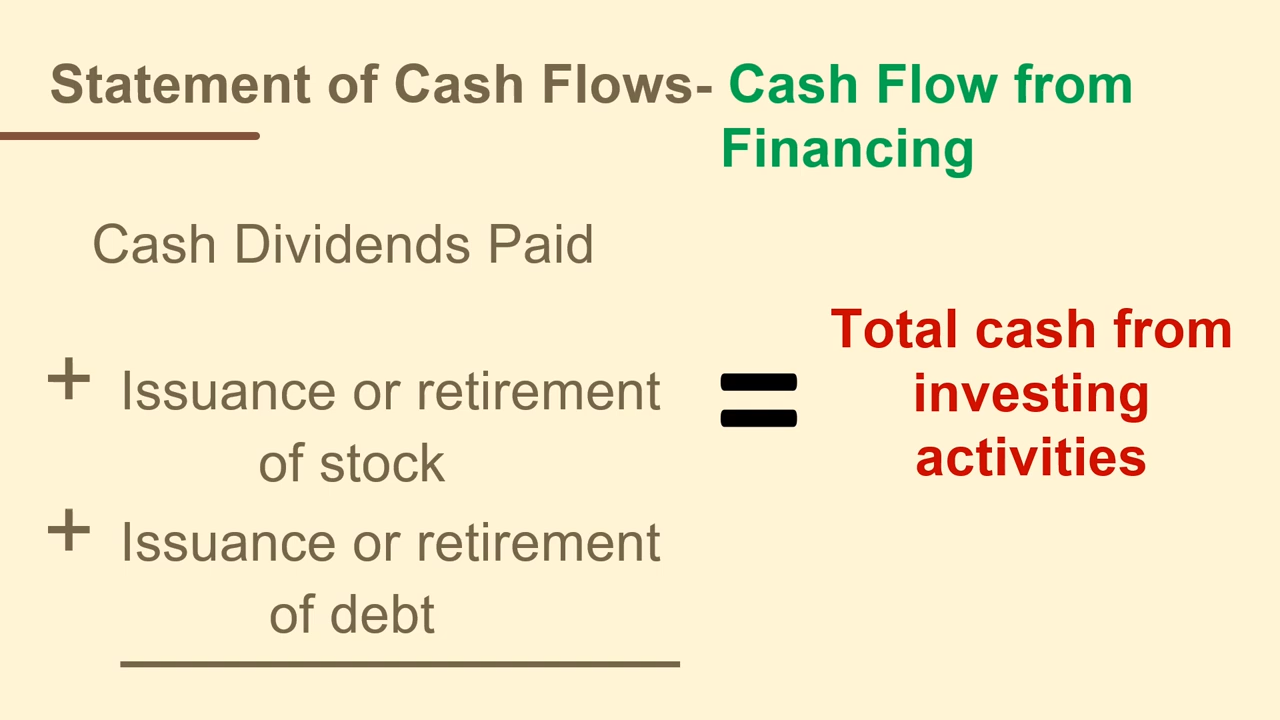 Statement of Cash Flows- Cash Flow from
Financing
Cash Dividends Paid
+ Issuance or retirement
of stock
+ Issuance or retirement
of debt
=
Total cash from
investing
activities